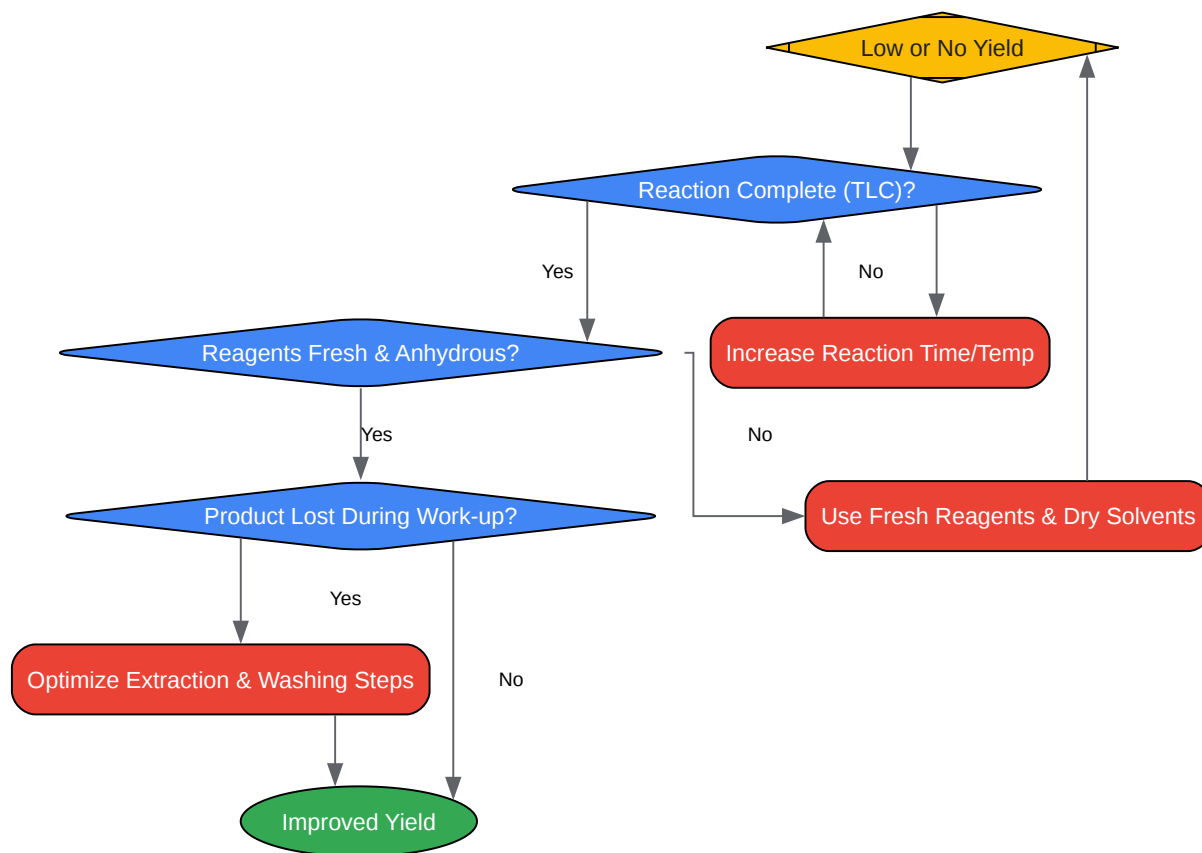 Low or No Yield
Reaction Complete (TLC)?
Yes
No
Reagents Fresh & Anhydrous?
Increase Reaction Time/Temp
Yes
No
Product Lost During Work-up?
Use Fresh Reagents & Dry Solvents
Yes
Optimize Extraction & Washing Steps
No
Improved Yield